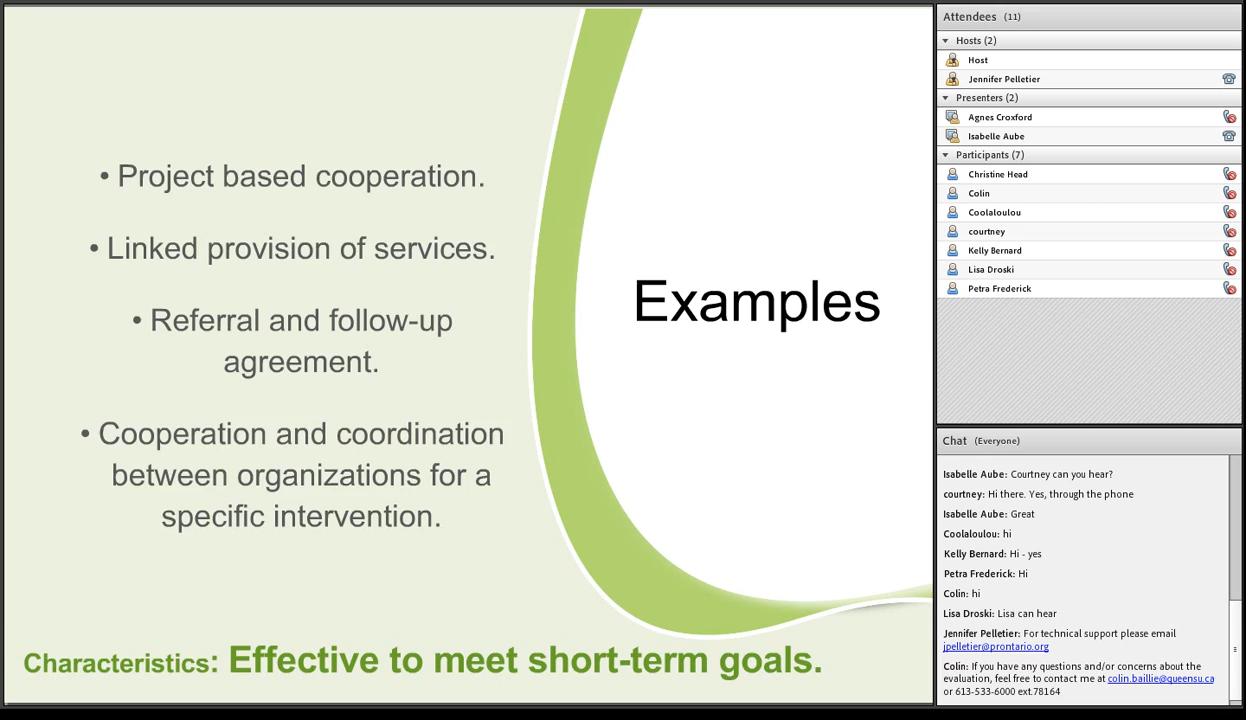 • Project based cooperation.
• Linked provision of services.
• Referral and follow-up
agreement.
• Cooperation and coordination
between organizations for a
specific intervention.
Examples
Characteristics: Effective to meet short-term goals.
Attendees (11)
Hosts (2)
Host
Jennifer Pelletier
Presenters (2)
Agnes Croxford
Isabelle Aube
Participants (7)
Christine Head
Colin
Coolaloulou
courtney
Kelly Bernard
Lisa Droski
Petra Frederick
Chat (Everyone)
Isabelle Aube: Courtney can you hear?
courtney: Hi there. Yes, through the phone
Isabelle Aube: Great
Coolaloulou: hi
Kelly Bernard: Hi - yes
Petra Frederick: Hi
Colin: hi
Lisa Droski: Lisa can hear
Jennifer Pelletier: For technical support please email
jpelletier@prontario.org
Colin: If you have any questions and/or concerns about the
evaluation, feel free to contact me at colin.baillie@queensu.ca
or 613-533-6000 ext.78164